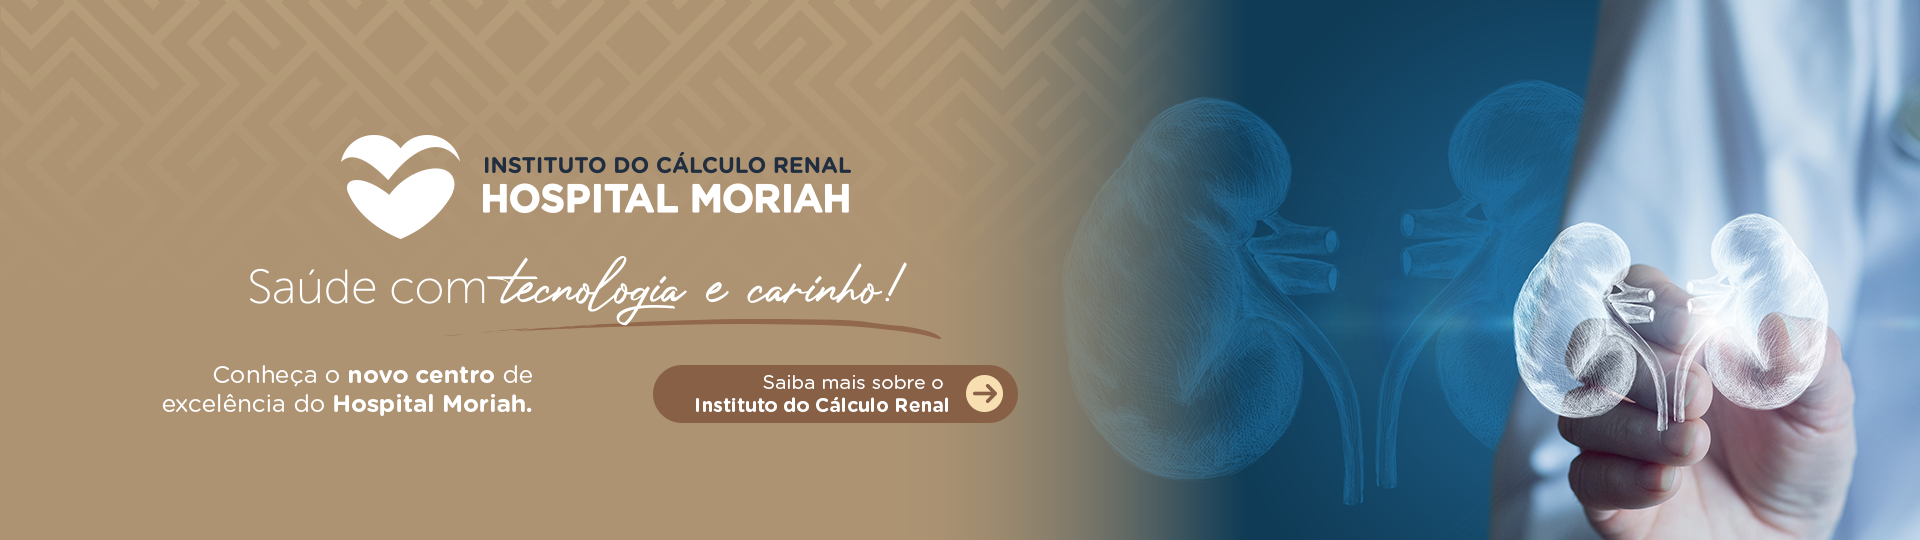 INSTITUTO DO CÁLCULO RENAL
HOSPITAL MORIAH
Saúde com tecnologia e carinho!
Conheça o novo centro de
excelência do Hospital Moriah.
Saiba mais sobre o
Instituto do Cálculo Renal